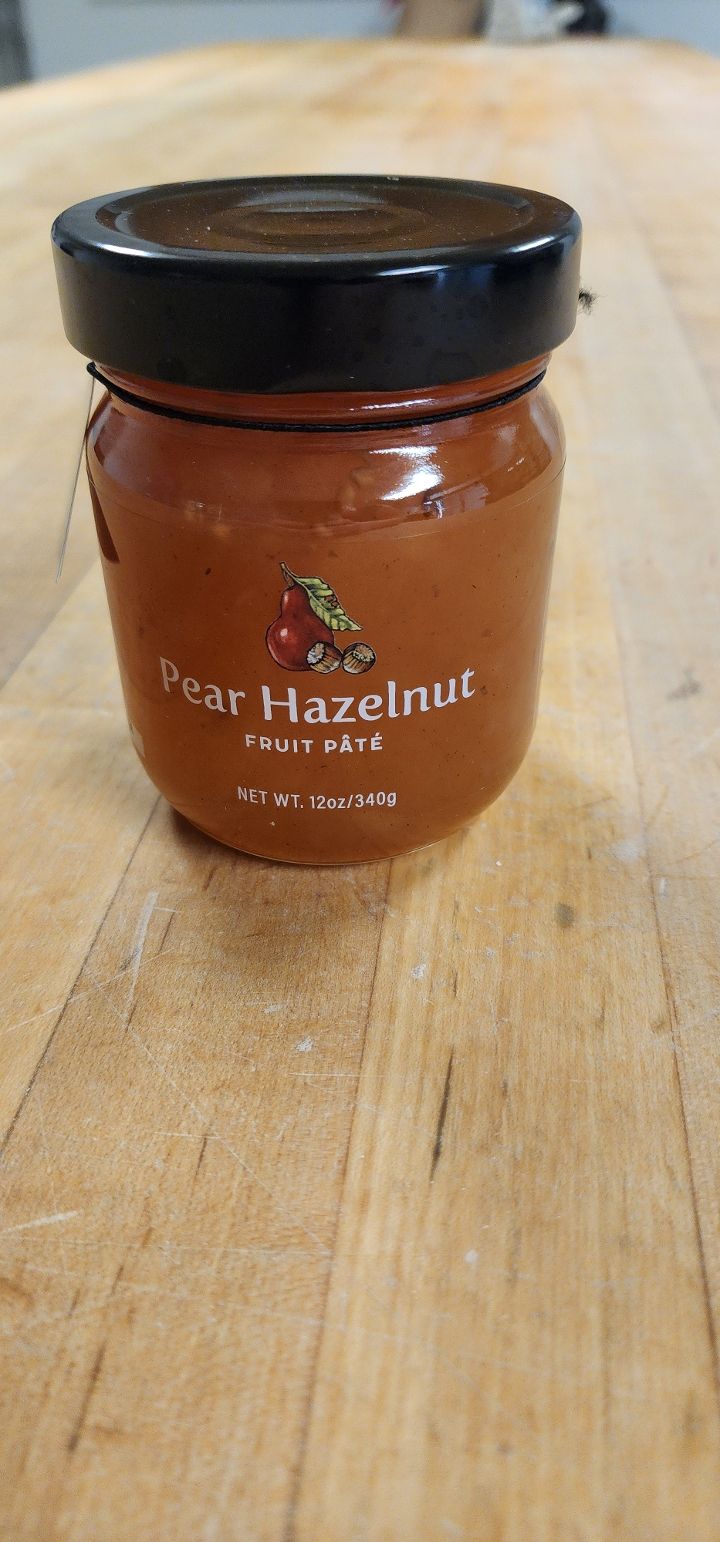 Pear Hazelnut
FRUIT PÂTÉ
NET WT. 12oz/340g